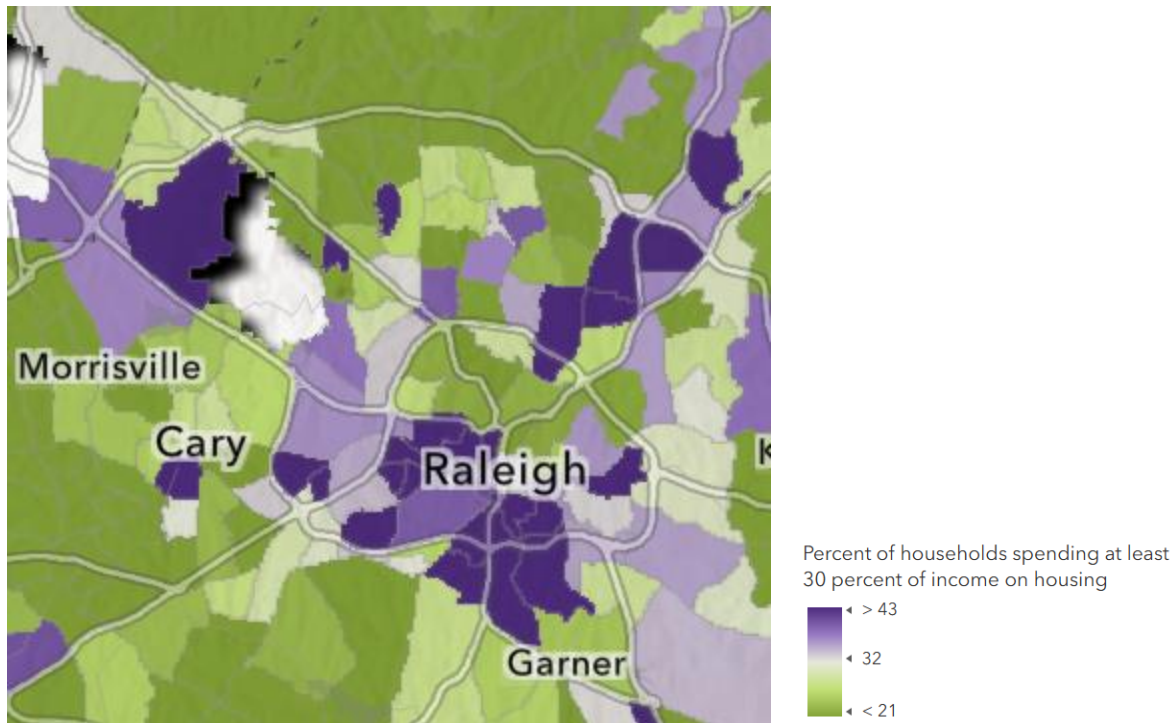 Morrisville
Cary
Raleigh
K
Garner
Percent of households spending at least
30 percent of income on housing
> 43
32
< 21